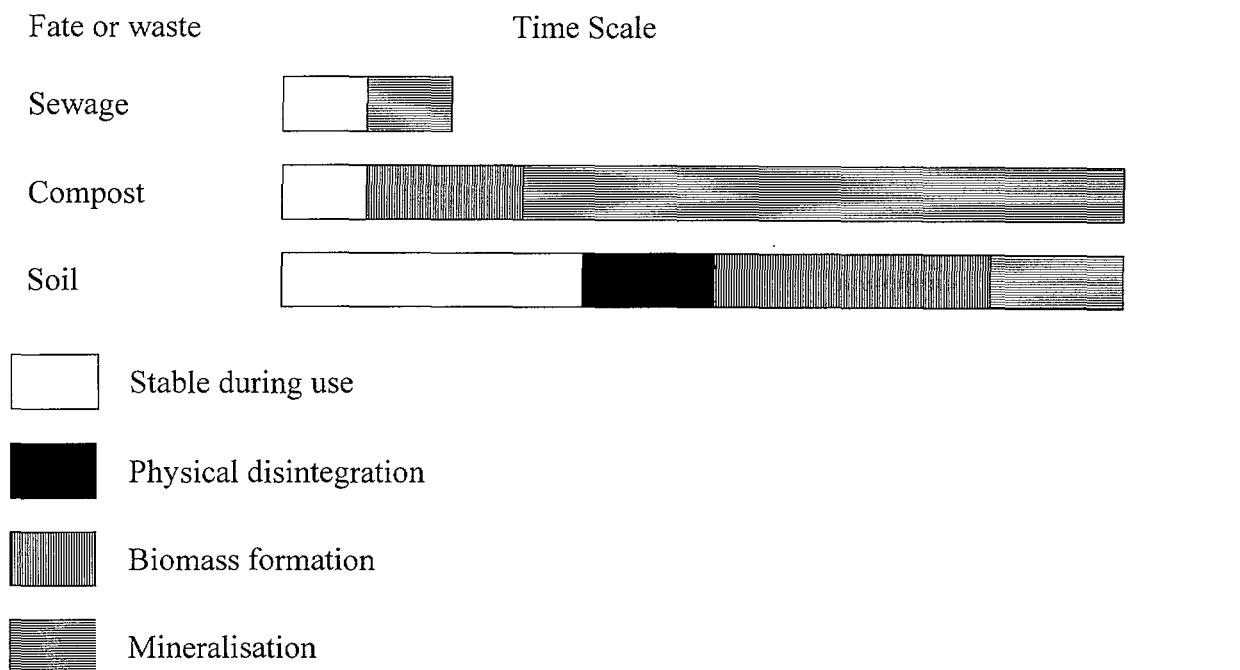 Fate or waste Time Scale
Sewage
Compost
Soil
Stable during use
Physical disintegration
Biomass formation
Mineralisation